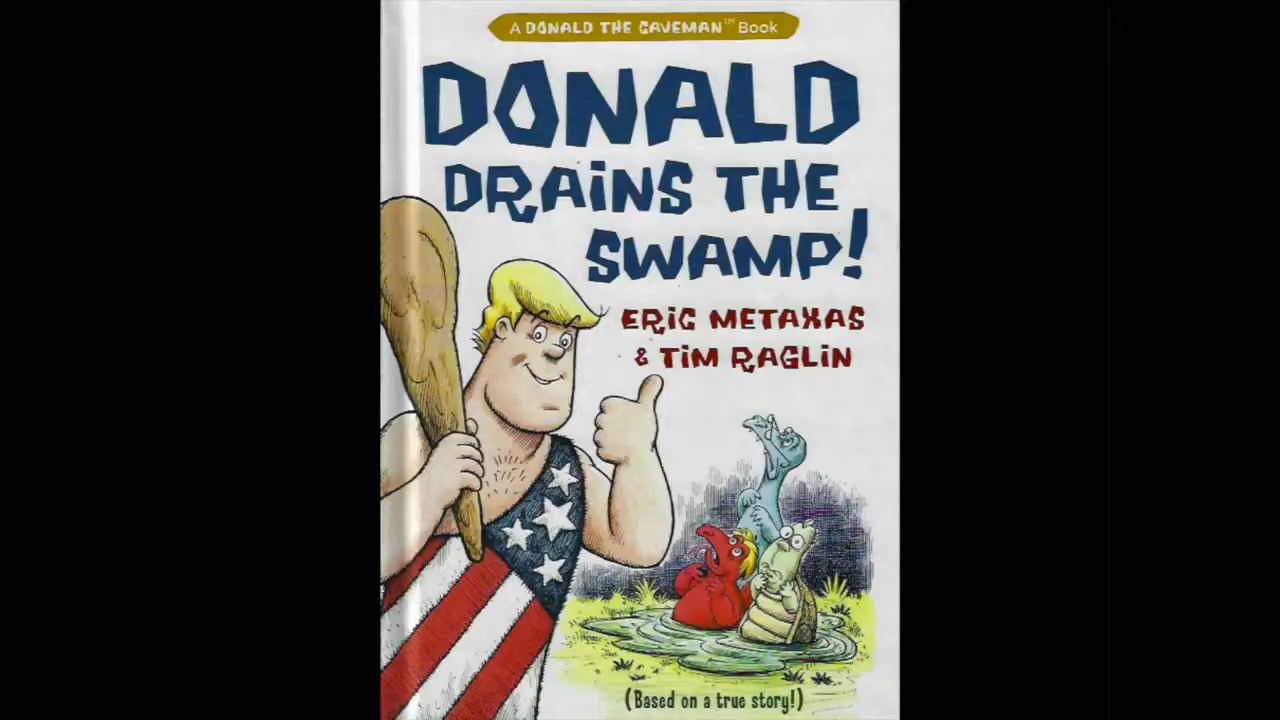 A DONALD THE CAVEMAN™ Book
DONALD
DRAINS THE
SWAMP!
ERIC METAXAS
& TIM RAGLIN
(Based on a true story!)